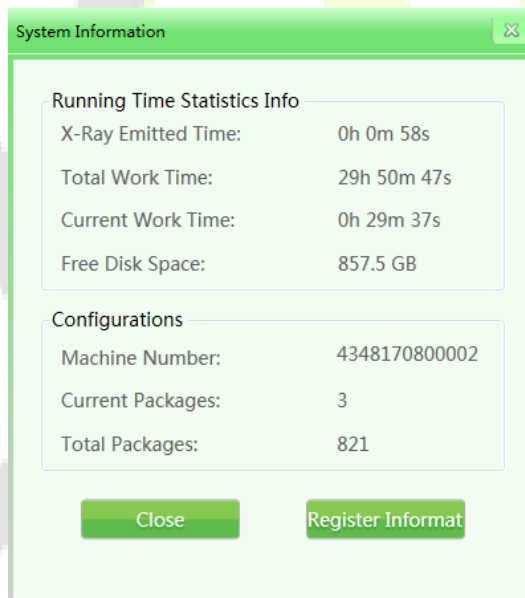 System Information
Running Time Statistics Info
X-Ray Emitted Time: 0h 0m 58s
Total Work Time: 29h 50m 47s
Current Work Time: 0h 29m 37s
Free Disk Space: 857.5 GB
Configurations
Machine Number: 4348170800002
Current Packages: 3
Total Packages: 821
Close Register Informat